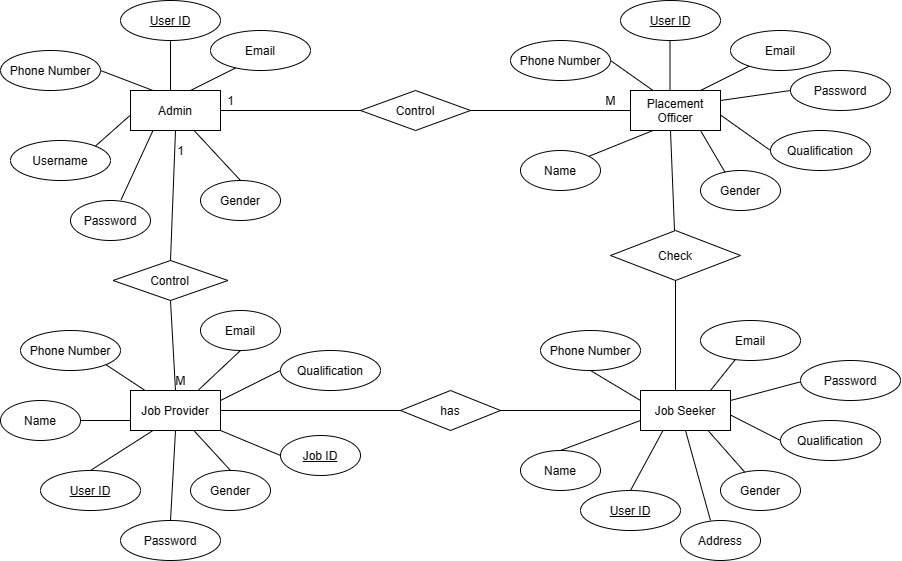 User ID
User ID
Email
Email
Phone Number
Phone Number
Password
1
M
Admin
Control
Placement
Officer
Username
1
Qualification
Name
Gender
Gender
Password
Check
Control
Email
Email
Phone Number
Phone Number
Qualification
Password
M
Job Provider
has
Job Seeker
Name
Qualification
Job ID
Name
User ID
Gender
Gender
User ID
Password
Address